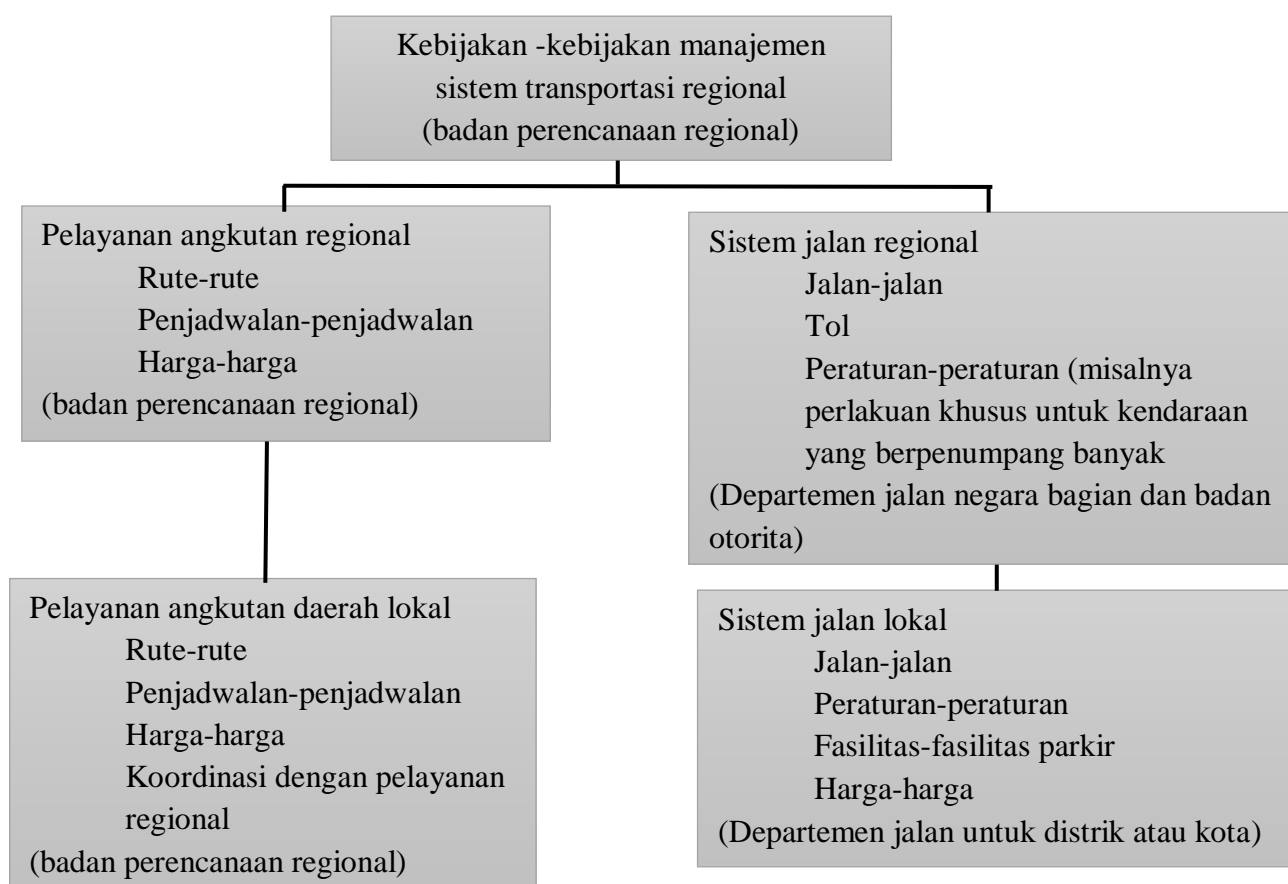 Kebijakan -kebijakan manajemen
sistem transportasi regional
(badan perencanaan regional)
Pelayanan angkutan regional
Rute-rute
Penjadwalan-penjadwalan
Harga-harga
(badan perencanaan regional)
Sistem jalan regional
Jalan-jalan
Tol
Peraturan-peraturan (misalnya
perlakuan khusus untuk kendaraan
yang berpenumpang banyak
(Departemen jalan negara bagian dan badan
otorita)
Pelayanan angkutan daerah lokal
Rute-rute
Penjadwalan-penjadwalan
Harga-harga
Koordinasi dengan pelayanan
regional
(badan perencanaan regional)
Sistem jalan lokal
Jalan-jalan
Peraturan-peraturan
Fasilitas-fasilitas parkir
Harga-harga
(Departemen jalan untuk distrik atau kota)